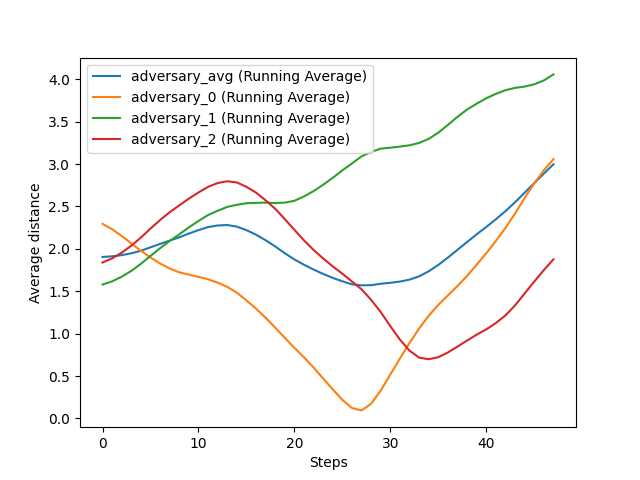 adversary_avg (Running Average)
adversary_0 (Running Average)
adversary_1 (Running Average)
adversary_2 (Running Average)
Average distance
4.0
3.5
3.0
2.5
2.0
1.5
1.0
0.5
0.0
0 10 20 30 40
Steps